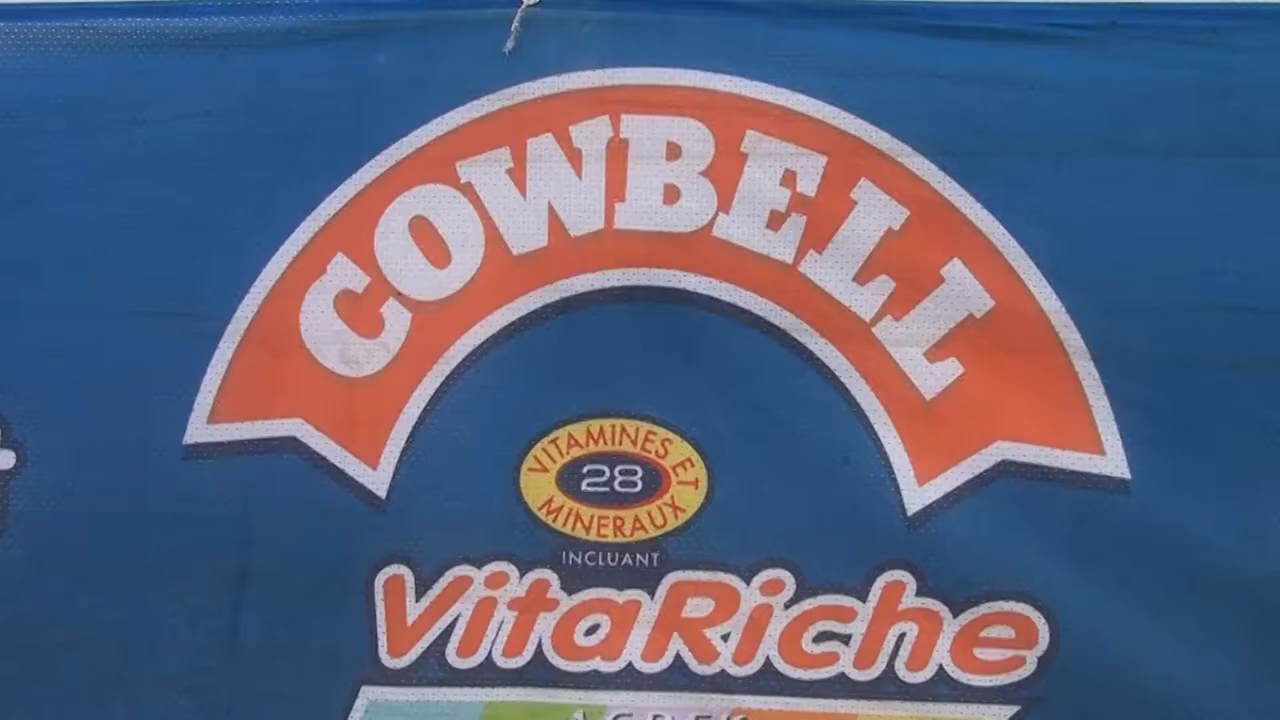 COWBELL
VITAMINES ET
28
MINERAUX
INCLUANT
VitaRiche